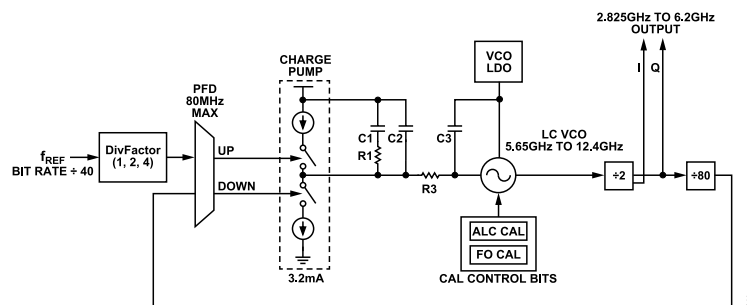 2.825GHz TO 6.2GHz
OUTPUT
I
Q
VCO
LDO
CHARGE
PUMP
PFD
80MHz
MAX
C1
C2
C3
R1
LC VCO
5.65GHz TO 12.4GHz
fREF
BIT RATE ÷ 40
DivFactor
(1, 2, 4)
UP
DOWN
R3
÷2
÷80
ALC CAL
FO CAL
CAL CONTROL BITS
3.2mA